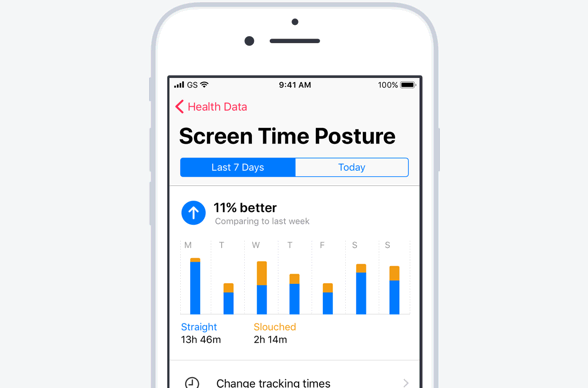 GS 9:41 AM 100%
Health Data
Screen Time Posture
Last 7 Days Today
11% better
Comparing to last week
M T W T F S S
Straight Slouched
13h 46m 2h 14m
Change tracking times